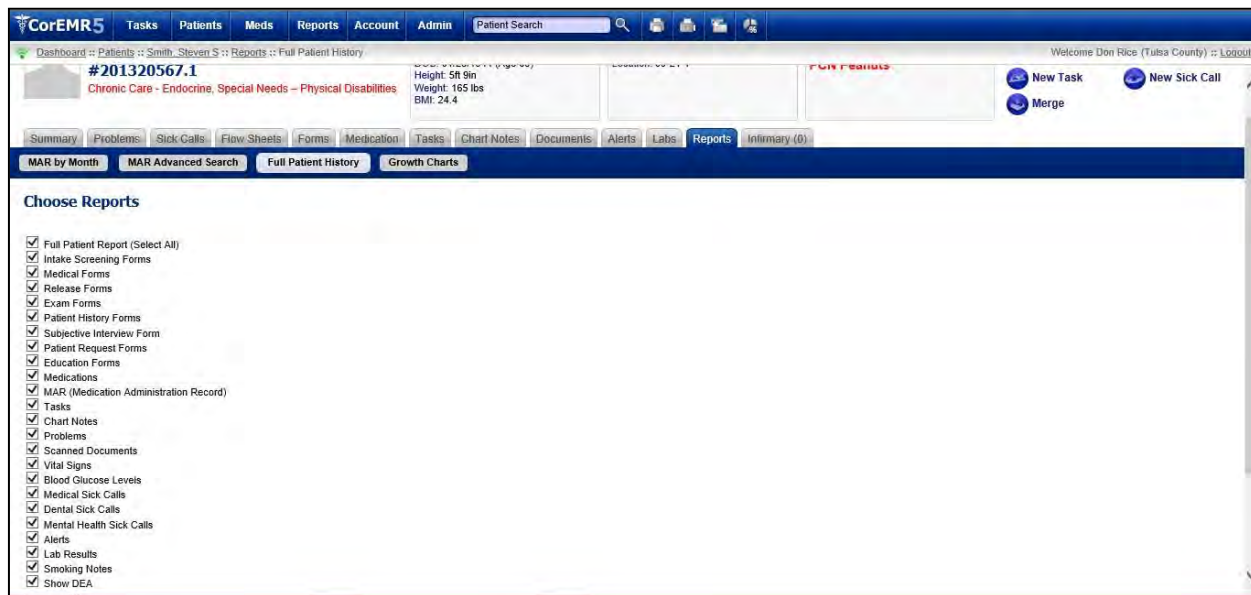 CorEMR5 Tasks Patients Meds Reports Account Admin Patient Search
Dashboard :: Patients :: Smith, Steven S :: Reports :: Full Patient History Welcome Don Rice (Tulsa County) :: Logout
#201320567.1
Chronic Care - Endocrine, Special Needs – Physical Disabilities
Height: 5ft 9in
Weight: 165 lbs
BMI: 24.4
PCN Peanuts
New Task New Sick Call
Merge
Summary Problems Sick Calls Flow Sheets Forms Medication Tasks Chart Notes Documents Alerts Labs Reports Infirmary (0)
MAR by Month MAR Advanced Search Full Patient History Growth Charts
Choose Reports
Full Patient Report (Select All)
Intake Screening Forms
Medical Forms
Release Forms
Exam Forms
Patient History Forms
Subjective Interview Form
Patient Request Forms
Education Forms
Medications
MAR (Medication Administration Record)
Tasks
Chart Notes
Problems
Scanned Documents
Vital Signs
Blood Glucose Levels
Medical Sick Calls
Dental Sick Calls
Mental Health Sick Calls
Alerts
Lab Results
Smoking Notes
Show DEA